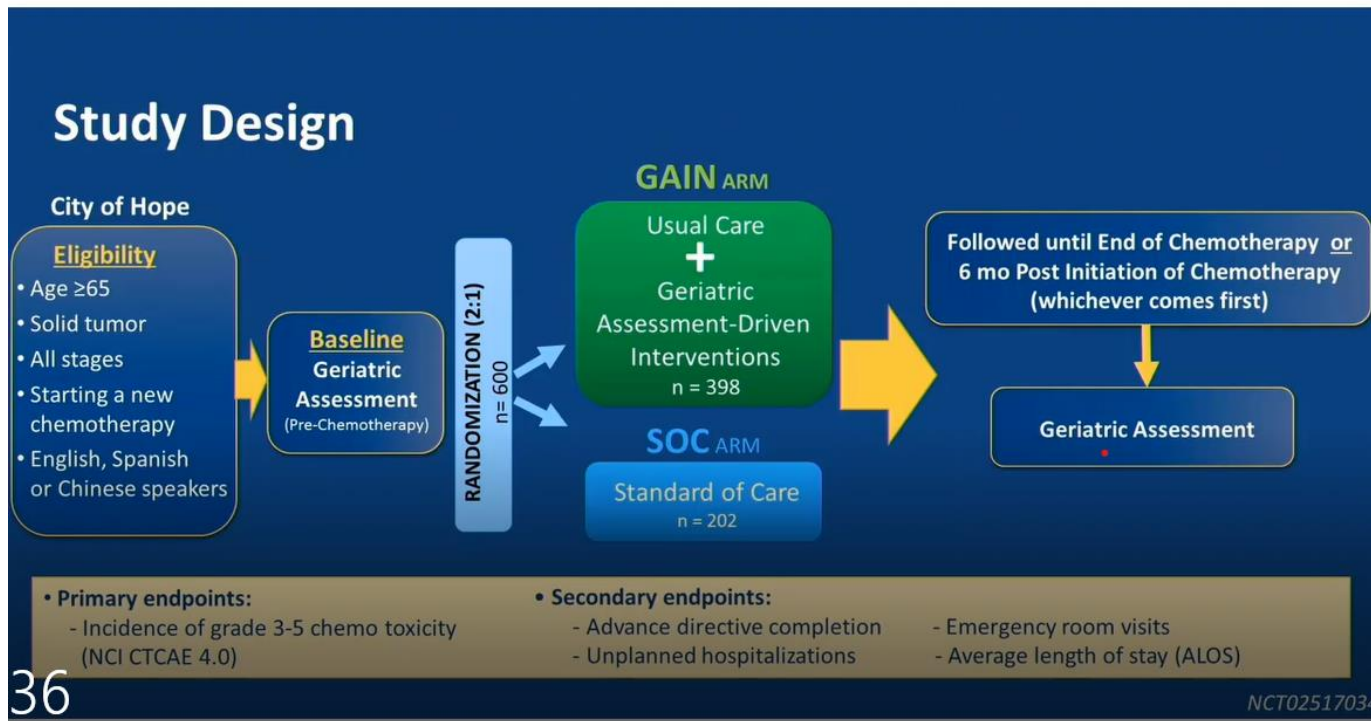 Study Design
City of Hope
Eligibility
• Age ≥65
• Solid tumor
• All stages
• Starting a new
chemotherapy
• English, Spanish
or Chinese speakers
Baseline
Geriatric
Assessment
(Pre-Chemotherapy)
RANDOMIZATION (2:1)
n= 600
GAIN ARM
Usual Care
+
Geriatric
Assessment-Driven
Interventions
n = 398
SOC ARM
Standard of Care
n = 202
Followed until End of Chemotherapy or
6 mo Post Initiation of Chemotherapy
(whichever comes first)
Geriatric Assessment
• Primary endpoints:
- Incidence of grade 3-5 chemo toxicity
(NCI CTCAE 4.0)
• Secondary endpoints:
- Advance directive completion
- Unplanned hospitalizations
- Emergency room visits
- Average length of stay (ALOS)
36